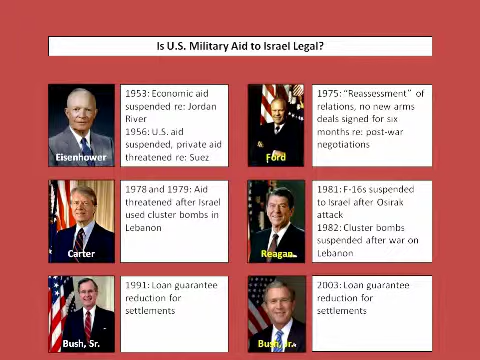 Is U.S. Military Aid to Israel Legal?
1953: Economic aid
suspended re: Jordan
River
1956: U.S. aid
suspended, private aid
threatened re: Suez
Eisenhower
1975: “Reassessment” of
relations, no new arms
deals signed for six
months re: post-war
negotiations
Ford
1978 and 1979: Aid
threatened after Israel
used cluster bombs in
Lebanon
Carter
1981: F-16s suspended
to Israel after Osirak
attack
1982: Cluster bombs
suspended after war on
Lebanon
Reagan
1991: Loan guarantee
reduction for
settlements
Bush, Sr.
2003: Loan guarantee
reduction for
settlements
Bush, Jr.